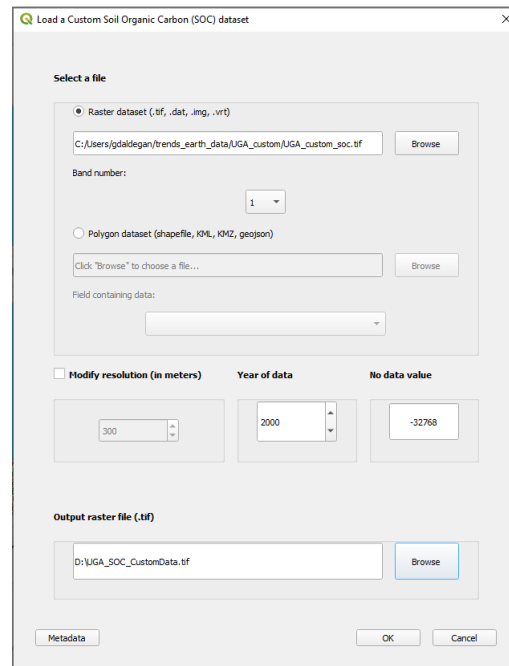 Load a Custom Soil Organic Carbon (SOC) dataset
Select a file
Raster dataset (.tif, .dat, .img, .vrt)
C:/Users/gdaldegan/trends_earth_data/UGA_custom/UGA_custom_soc.tif
Browse
Band number:
1
Polygon dataset (shapefile, KML, KMZ, geojson)
Click "Browse" to choose a file...
Browse
Field containing data:
Modify resolution (in meters)
Year of data
No data value
300
2000
-32768
Output raster file (.tif)
D:\UGA_SOC_CustomData.tif
Browse
Metadata
OK
Cancel